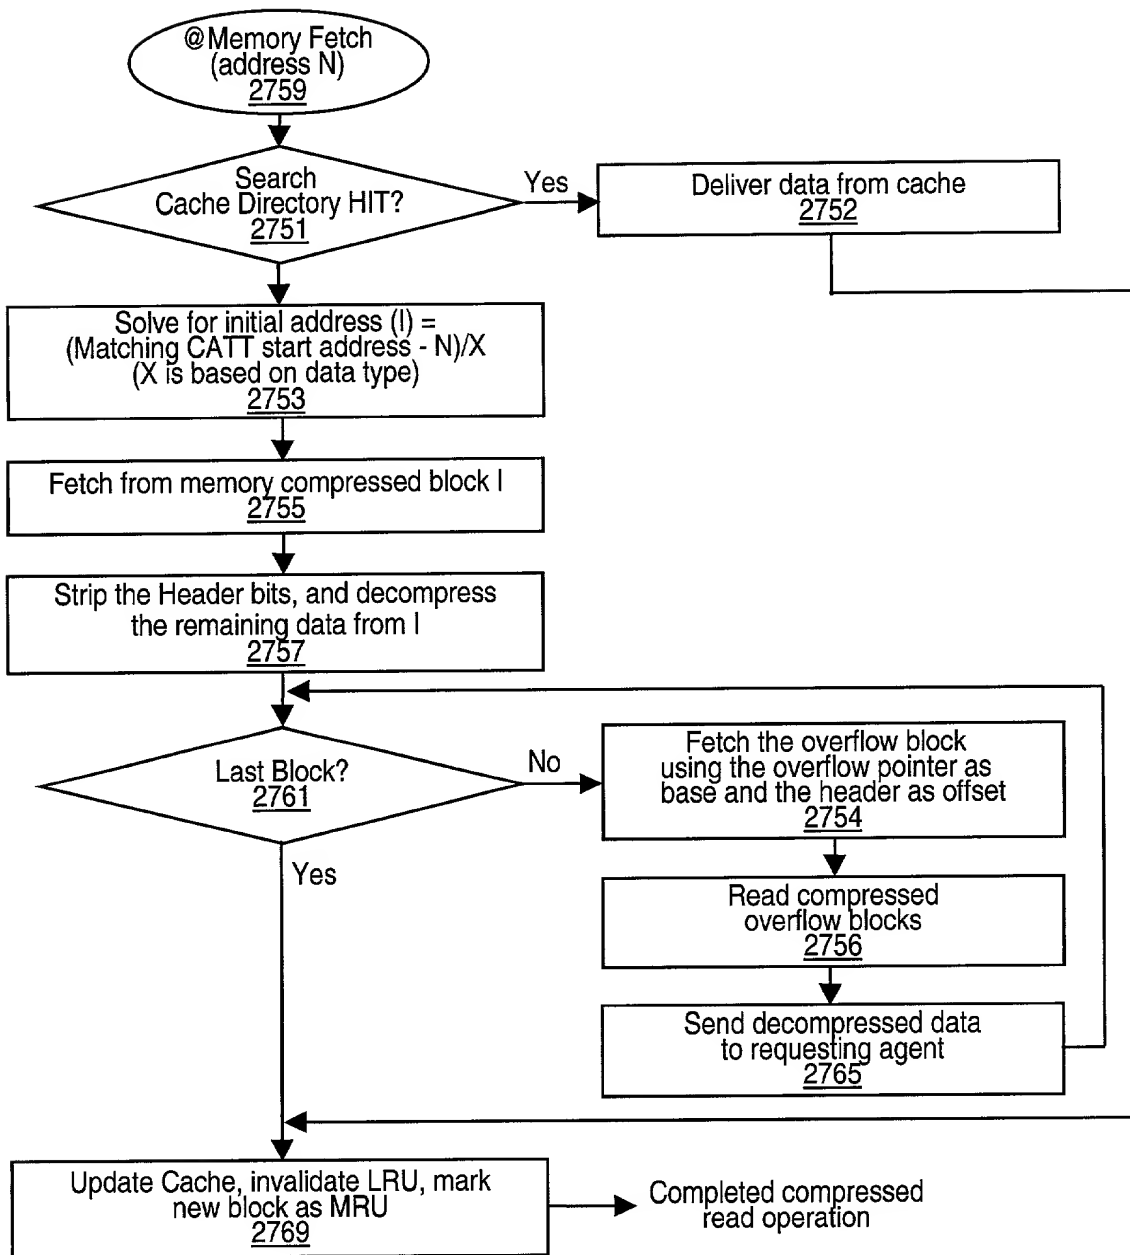 @Memory Fetch
(address N)
2759
Search
Cache Directory HIT?
2751
Yes
Deliver data from cache
2752
Solve for initial address (I) =
(Matching CATT start address - N)/X
(X is based on data type)
2753
Fetch from memory compressed block I
2755
Strip the Header bits, and decompress
the remaining data from I
2757
Last Block?
2761
No
Fetch the overflow block
using the overflow pointer as
base and the header as offset
2754
Yes
Read compressed
overflow blocks
2756
Send decompressed data
to requesting agent
2765
Update Cache, invalidate LRU, mark
new block as MRU
2769
Completed compressed
read operation